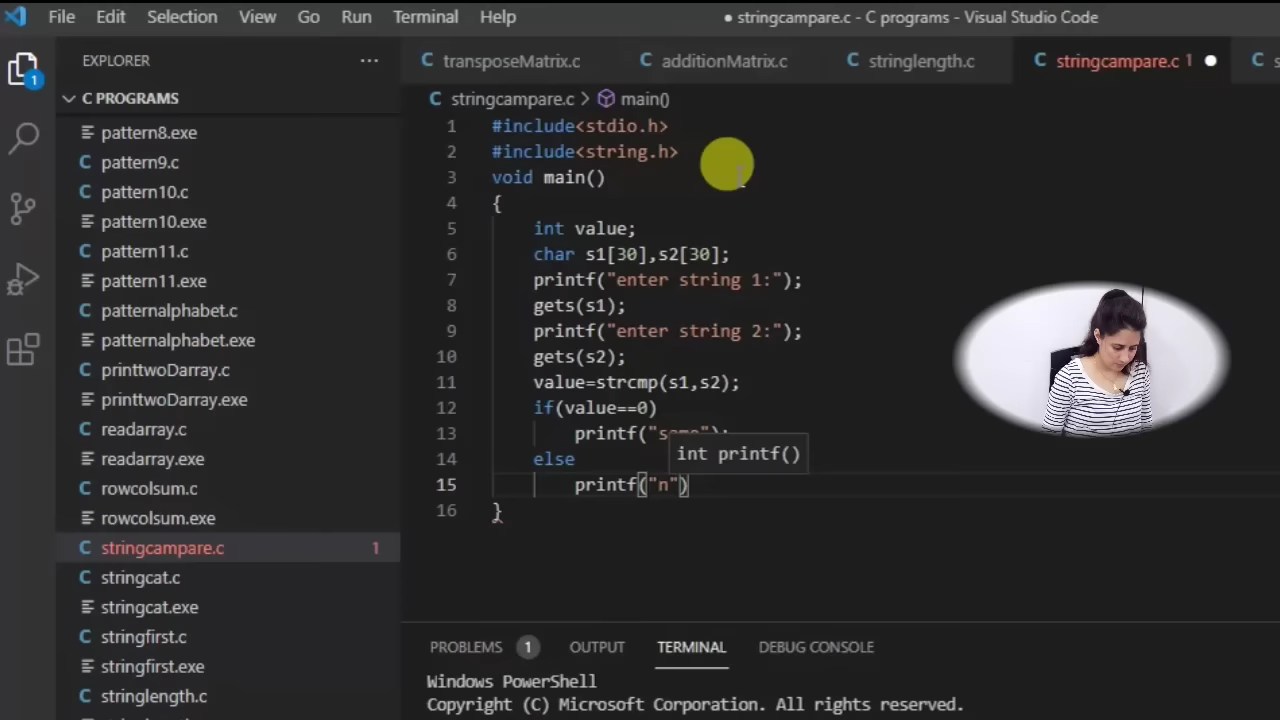 File Edit Selection View Go Run Terminal Help
● stringcampare.c - C programs - Visual Studio Code
EXPLORER ···
1
C transposeMatrix.c C additionMatrix.c C stringlength.c C stringcampare.c 1 ● C s
C PROGRAMS
C stringcampare.c > main()
pattern8.exe
C pattern9.c
C pattern10.c
pattern10.exe
C pattern11.c
pattern11.exe
C patternalphabet.c
patternalphabet.exe
C printtwoDarray.c
printtwoDarray.exe
C readarray.c
readarray.exe
C rowcolsum.c
rowcolsum.exe
C stringcampare.c 1
C stringcat.c
stringcat.exe
C stringfirst.c
stringfirst.exe
C stringlength.c
1 #include<stdio.h>
2 #include<string.h>
3 void main()
4 {
5 int value;
6 char s1[30],s2[30];
7 printf("enter string 1:");
8 gets(s1);
9 printf("enter string 2:");
10 gets(s2);
11 value=strcmp(s1,s2);
12 if(value==0)
13 printf("same");
int printf()
14 else
15 printf("n")
16 }
PROBLEMS 1 OUTPUT TERMINAL DEBUG CONSOLE
Windows PowerShell
Copyright (C) Microsoft Corporation. All rights reserved.